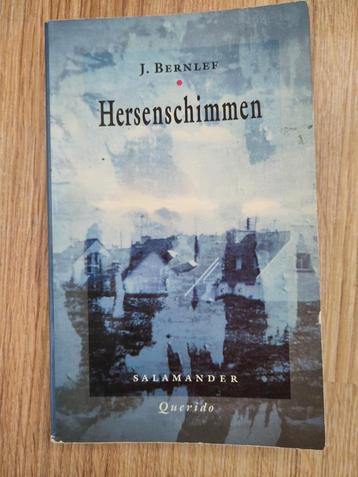 J. BERNLEF
Hersenschimmen
SALAMANDER
Querido